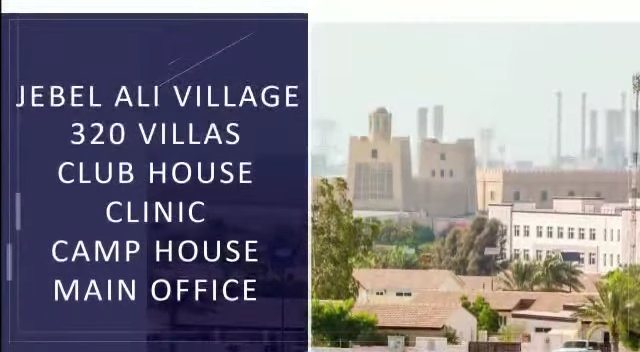 JEBEL ALI VILLAGE
320 VILLAS
CLUB HOUSE
CLINIC
CAMP HOUSE
MAIN OFFICE